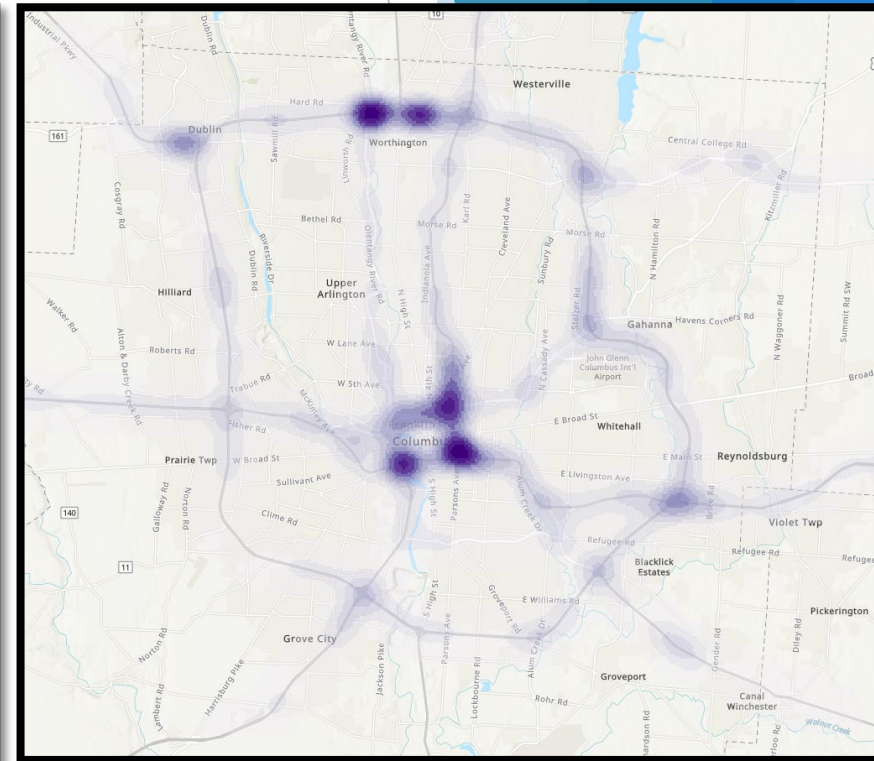 10
Industrial Pkwy
Dublin Rd
ntangy River Rd
Westerville
161
Dublin
Hard Rd
Sawmill Rd
Linworth Rd
Worthington
Central College Rd
Karl Rd
Kitzmiller Rd
Cosgray Rd
Bethel Rd
Morse Rd
Cleveland Ave
Morse Rd
Sunbury Rd
N Hamilton Rd
Riverside Dr
Dublin Rd
Olentangy River Rd
Indianola Ave
Hilliard
Upper
Arlington
N High St
Stelzer Rd
Gahanna
Havens Corners Rd
N Waggoner Rd
Summit Rd SW
Walker Rd
Alton & Darby Creek Rd
Roberts Rd
W Lane Ave
Trabue Rd
W 5th Ave
N 4th St
N Cassady Ave
John Glenn
Columbus Int'l
Airport
Broad
McKinley Ave
Fisher Rd
Columbu
E Broad St
Whitehall
Prairie Twp
W Broad St
E Main St
Reynoldsburg
Sullivant Ave
E Livingston Ave
Galloway Rd
Norton Rd
S High St
Parsons Ave
Alum Creek Dr
Brice Rd
140
Clime Rd
Violet Twp
Refugee Rd
Refugee Rd
Refugee
11
Blacklick
Estates
S High St
Groveport Rd
E Williams Rd
Pickerington
Norton Rd
Grove City
Parsons Ave
Alum Creek Dr
Gender Rd
Diley Rd
Lambert Rd
Harrisburg Pike
Jackson Pike
Lockbourne Rd
Rohr Rd
Groveport
Canal
Winchester
Walnut Creek